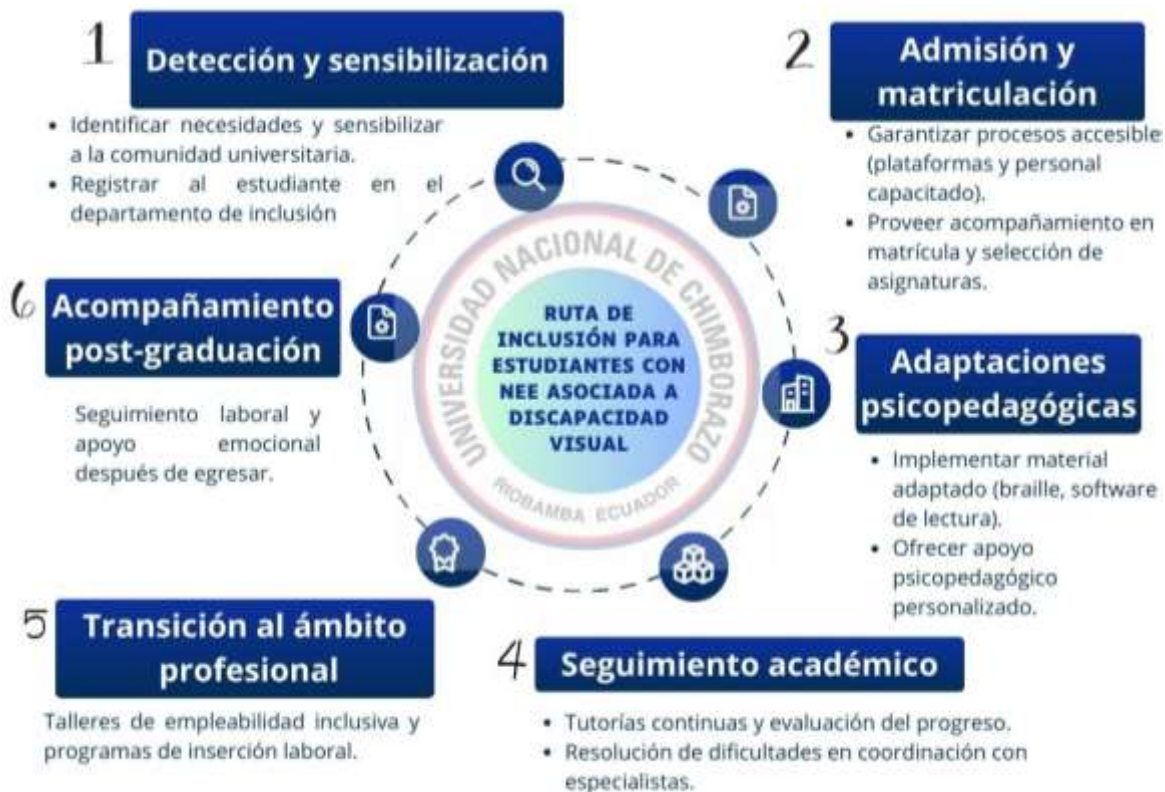 1
Detección y sensibilización
• Identificar necesidades y sensibilizar
a la comunidad universitaria.
• Registrar al estudiante en el
departamento de inclusión
2
Admisión y
matriculación
• Garantizar procesos accesible
(plataformas y personal
capacitado).
• Proveer acompañamiento en
matrícula y selección de
asignaturas.
3
Adaptaciones
psicopedagógicas
• Implementar material
adaptado (braille, software
de lectura).
• Ofrecer apoyo
psicopedagógico
personalizado.
4
Seguimiento académico
• Tutorías continuas y evaluación del progreso.
• Resolución de dificultades en coordinación con
especialistas.
5
Transición al ámbito
profesional
Talleres de empleabilidad inclusiva y
programas de inserción laboral.
6
Acompañamiento
post-graduación
Seguimiento laboral y
apoyo emocional
después de egresar.
UNIVERSIDAD NACIONAL DE CHIMBORAZO
RUTA DE
INCLUSIÓN PARA
ESTUDIANTES CON
NEE ASOCIADA A
DISCAPACIDAD
VISUAL
RIOBAMBA ECUADOR